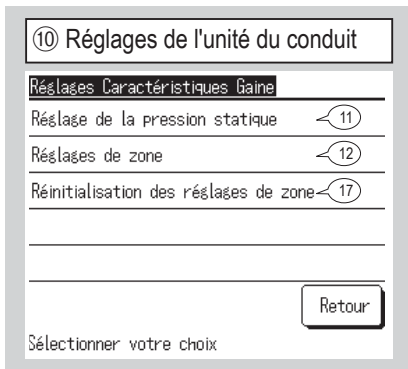 ⑩ Réglages de l'unité du conduit
Réglages Caractéristiques Gaine
Réglage de la pression statique 11
Réglages de zone 12
Réinitialisation des réglages de zone 17
Retour
Sélectionner votre choix